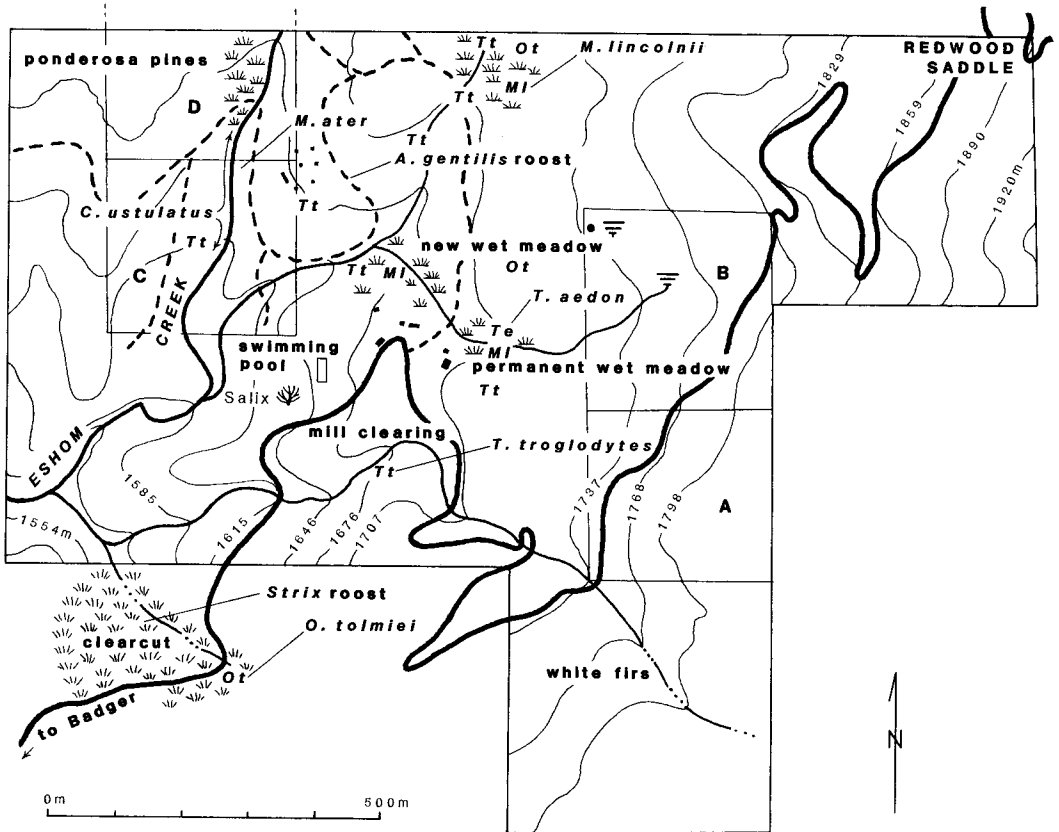 REDWOOD
SADDLE
ponderosa pines
Tt
Ot
M. lincolnii
Ml
1829
1859
1890
1920m
D
M. ater
Tt
Tt
A. gentilis roost
C. ustulatus
Tt
Tt
new wet meadow
B
C
CREEK
Tt
Ml
Ot
T. aedon
Te
Ml
swimming
pool
permanent wet meadow
Salix
Tt
mill clearing
T. troglodytes
ESHOM
Tt
1585
1554m
1615
1646
1676
1707
1737
1768
1798
A
Strix roost
O. tolmiei
clearcut
Ot
white firs
to Badger
N
0m
500m